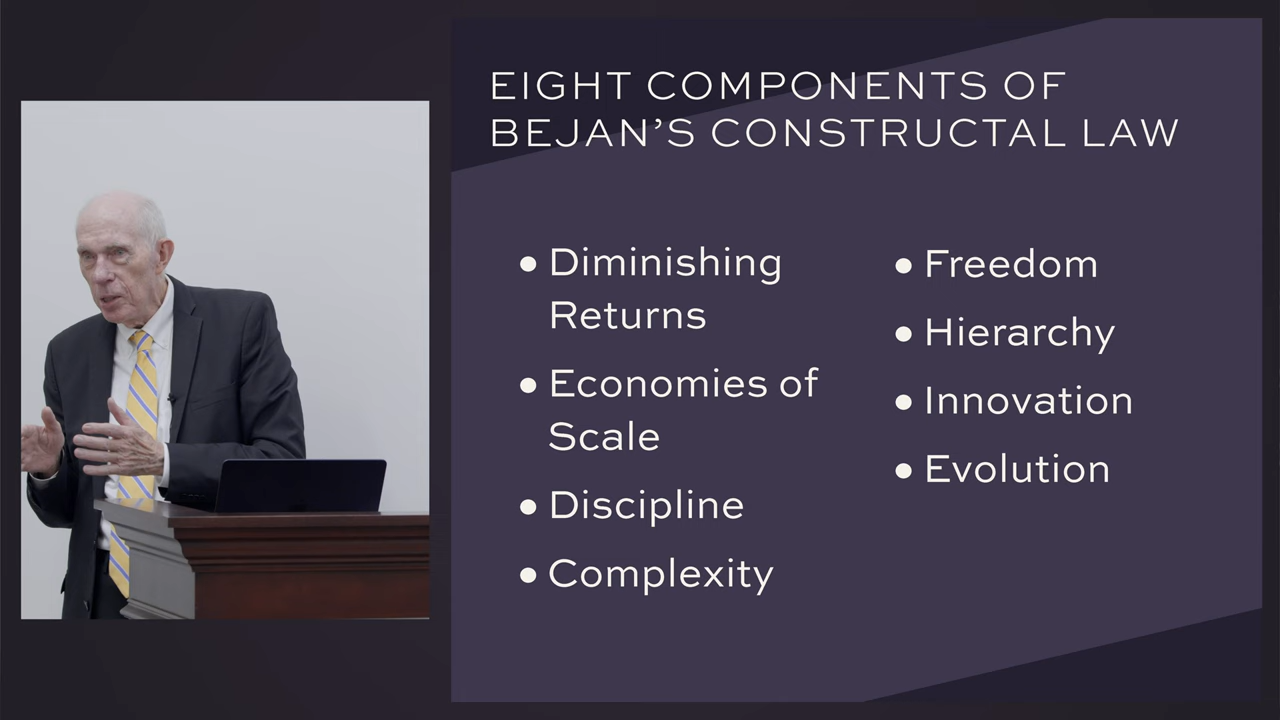 EIGHT COMPONENTS OF
BEJAN’S CONSTRUCTAL LAW
● Diminishing
Returns
● Economies of
Scale
● Discipline
● Complexity
● Freedom
● Hierarchy
● Innovation
● Evolution